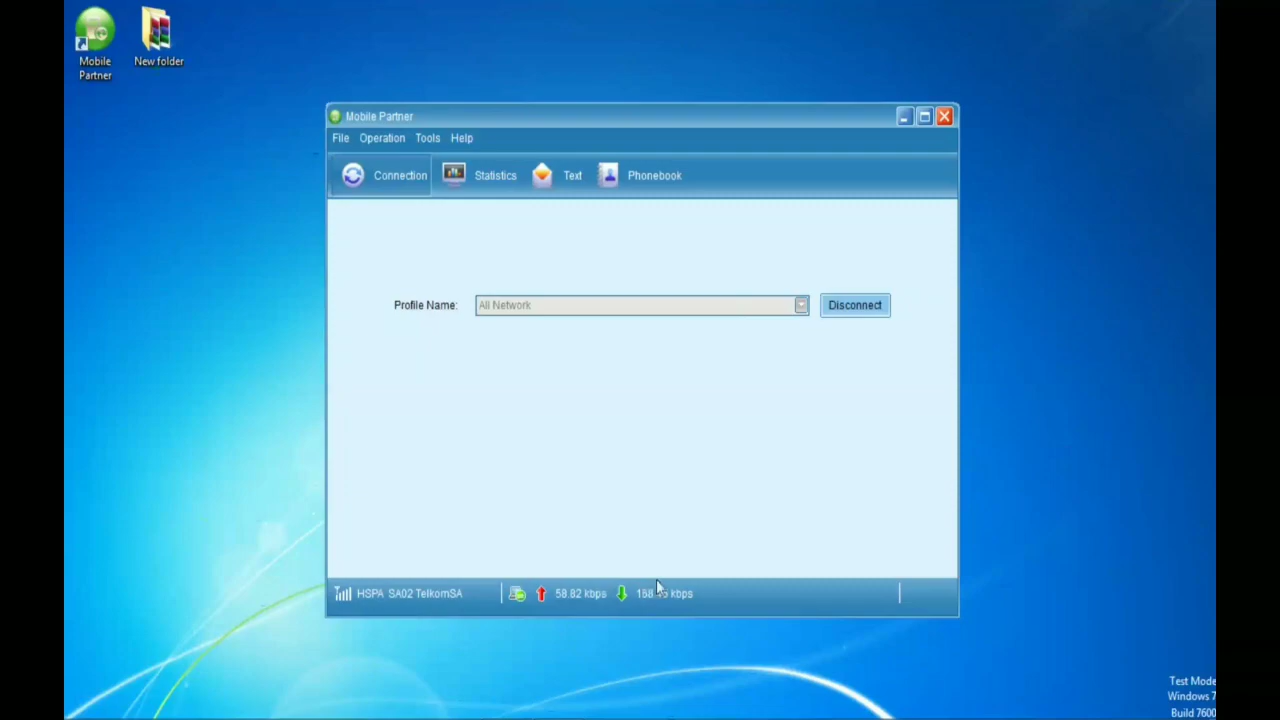 Mobile
Partner
New folder
Mobile Partner
File Operation Tools Help
Connection Statistics Text Phonebook
Profile Name: All Network Disconnect
HSPA SA02 TelkomSA 58.82 kbps kbps
Test Mode
Windows 7
Build 7600